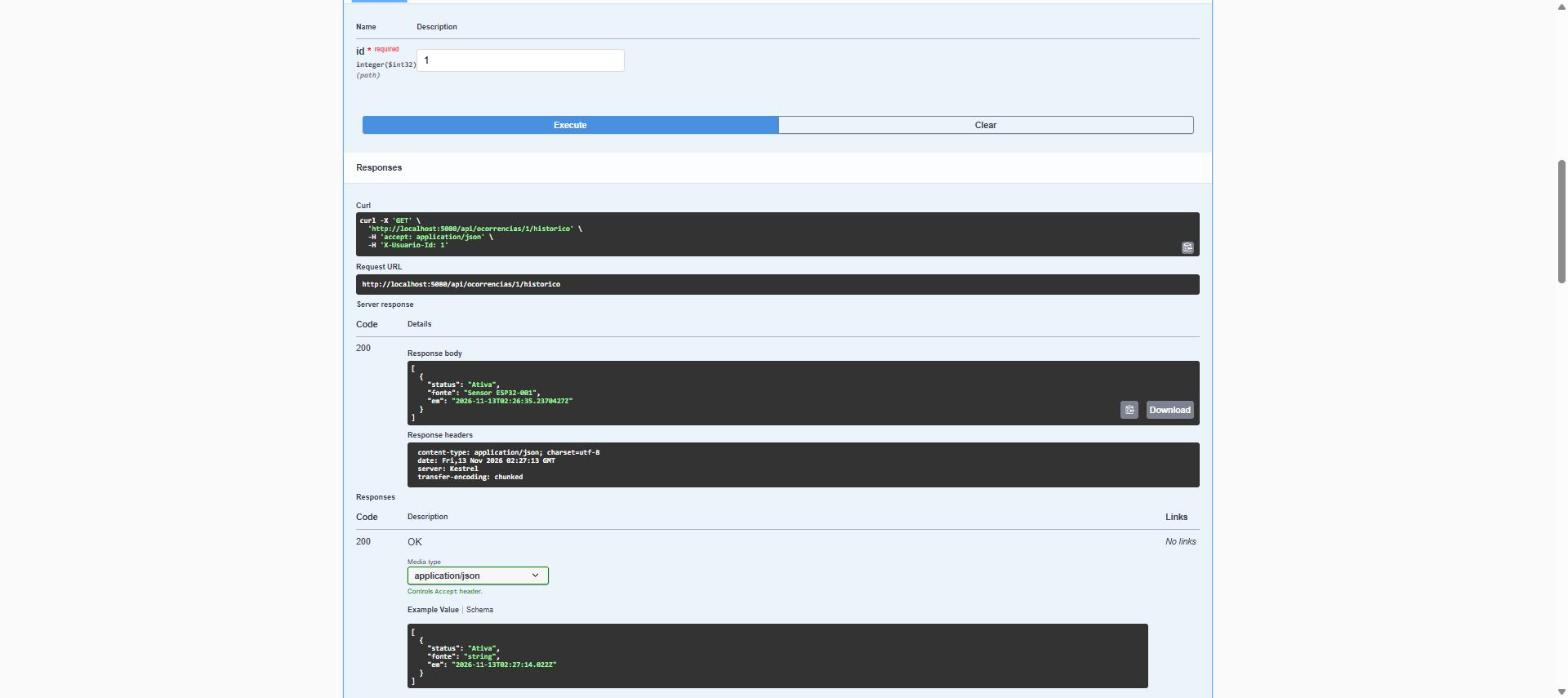 Name Description
id * required
integer($int32)
(path)
1
Execute Clear
Responses
Curl
curl -X 'GET' \
'http://localhost:5080/api/ocorrencias/1/historico' \
-H 'accept: application/json' \
-H 'X-Usuario-Id: 1'
Request URL
http://localhost:5080/api/ocorrencias/1/historico
Server response
Code Details
200
Response body
[
{
"status": "Ativa",
"fonte": "Sensor ESP32-001",
"em": "2026-11-13T02:26:35.2370427Z"
}
]
Download
Response headers
content-type: application/json; charset=utf-8
date: Fri,13 Nov 2026 02:27:13 GMT
server: Kestrel
transfer-encoding: chunked
Responses
Code Description Links
200 OK No links
Media type
application/json
Controls Accept header.
Example Value | Schema
[
{
"status": "Ativa",
"fonte": "string",
"em": "2026-11-13T02:27:14.022Z"
}
]